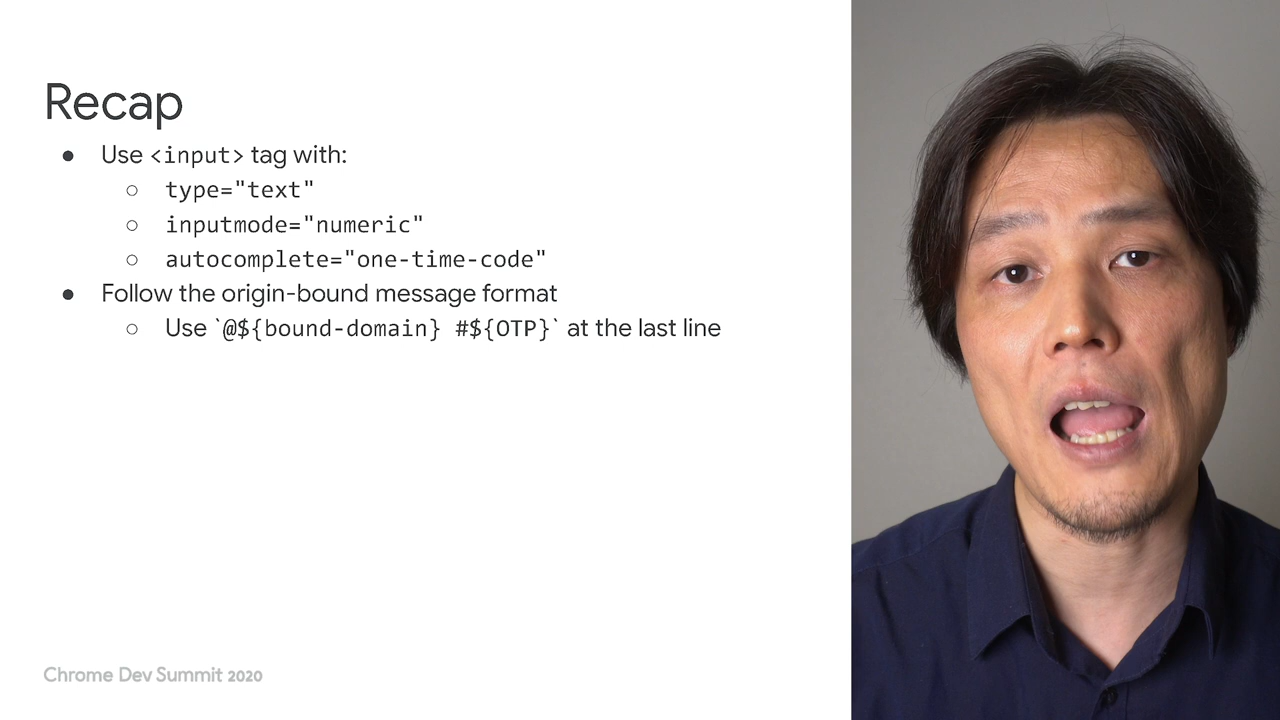 Recap
● Use <input> tag with:
○ type="text"
○ inputmode="numeric"
○ autocomplete="one-time-code"
● Follow the origin-bound message format
○ Use `@${bound-domain} #${OTP}` at the last line
Chrome Dev Summit 2020